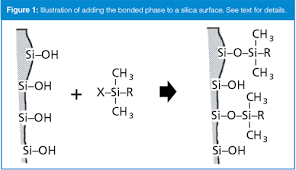 Figure 1: Illustration of adding the bonded phase to a silica surface. See text for details.
Si–OH
Si–OH
Si–OH
Si–OH
+
CH3
X–Si–R
CH3
CH3
Si–O–Si–R
CH3
Si–OH
CH3
Si–O–Si–R
CH3
Si–OH